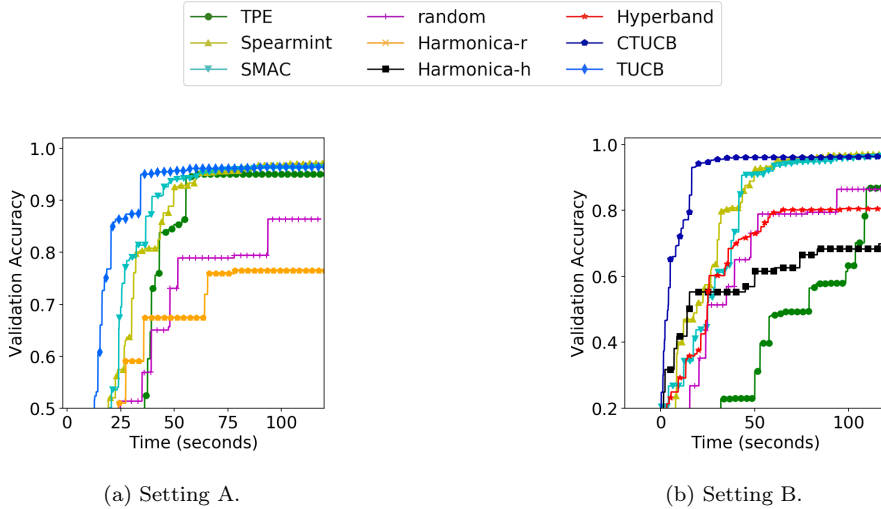 TPE random Hyperband
Spearmint Harmonica-r CTUCB
SMAC Harmonica-h TUCB
1.0
0.9
0.8
0.7
0.6
0.5
Validation Accuracy
0 25 50 75 100
Time (seconds)
(a) Setting A.
1.0
0.8
0.6
0.4
0.2
Validation Accuracy
0 50 100
Time (seconds)
(b) Setting B.